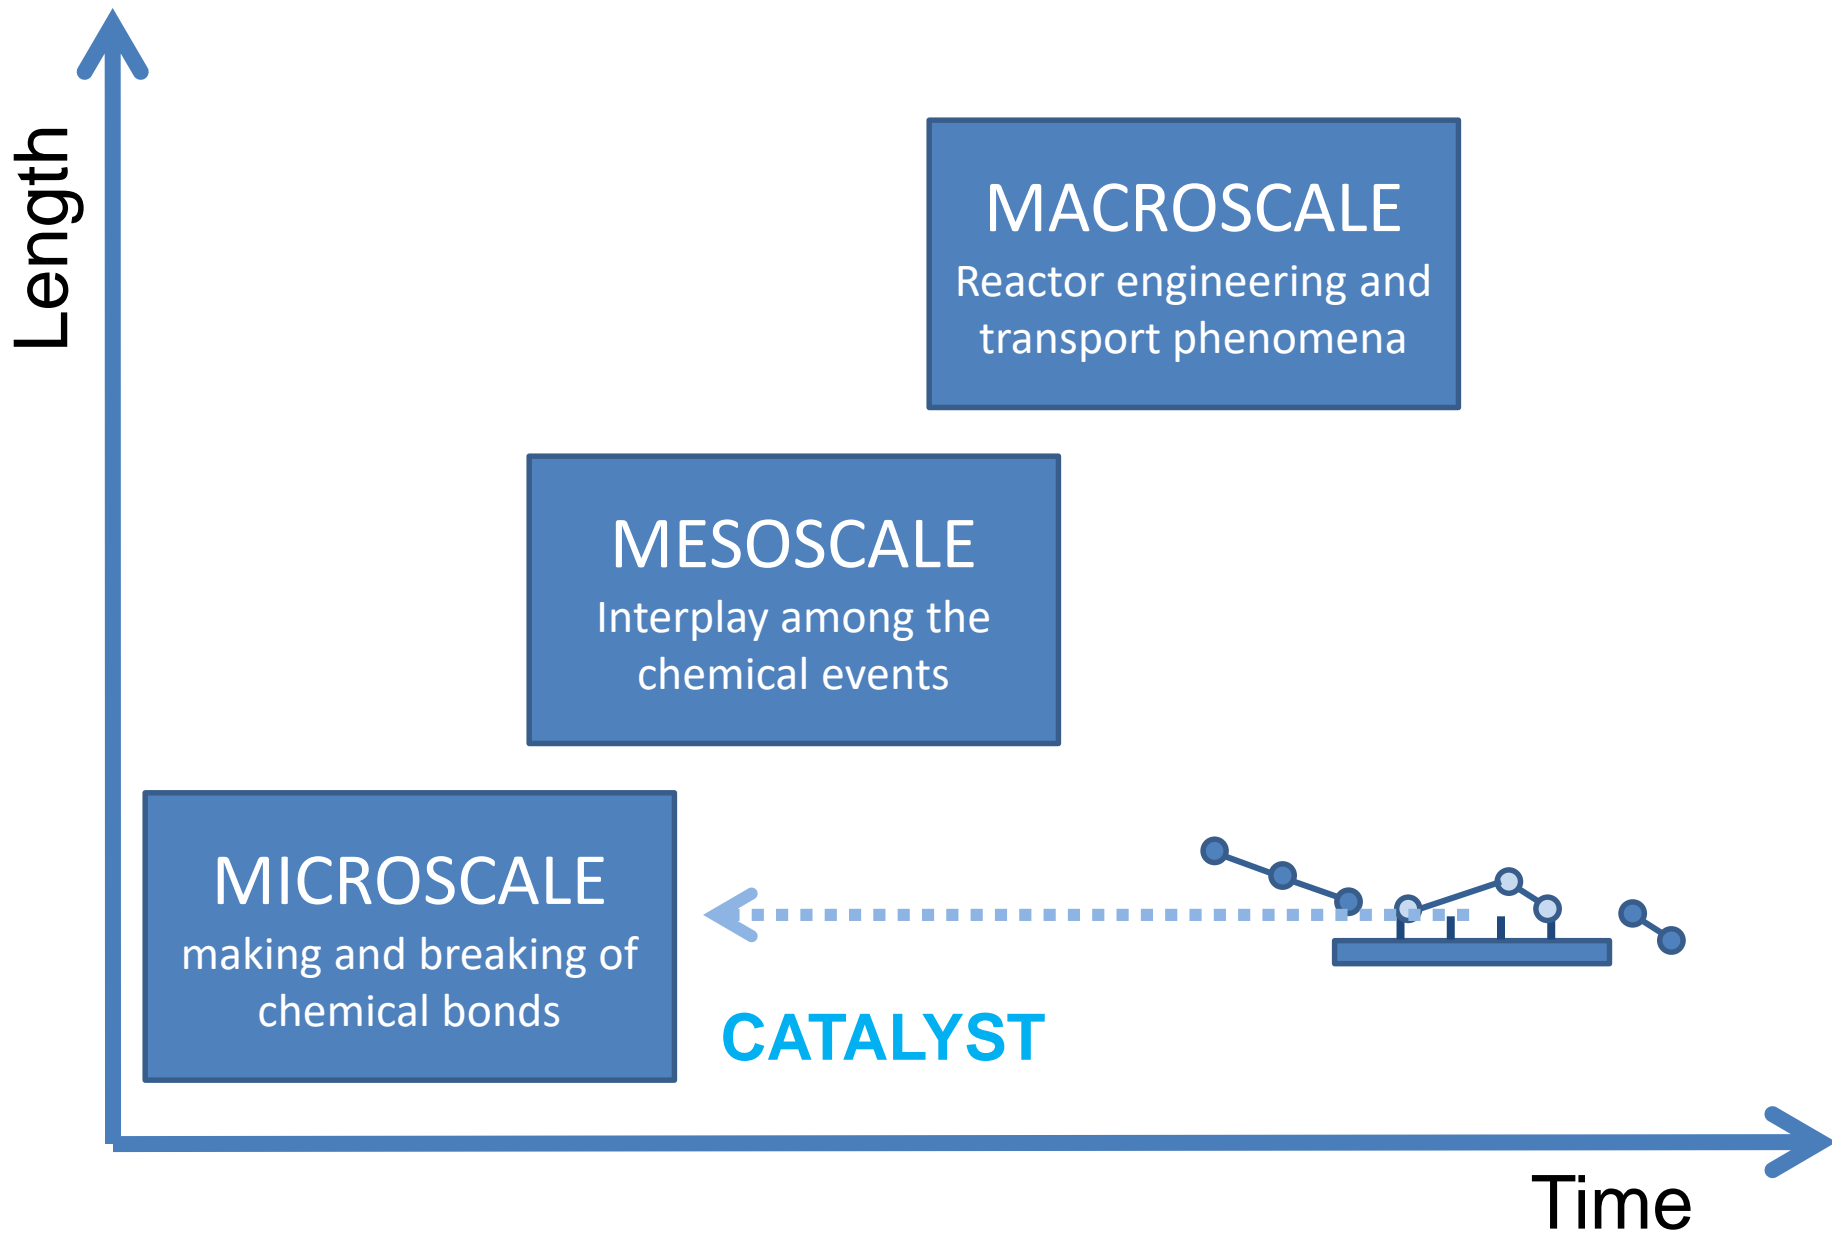 Length
MACROSCALE
Reactor engineering and
transport phenomena
MESOSCALE
Interplay among the
chemical events
MICROSCALE
making and breaking of
chemical bonds
CATALYST
Time